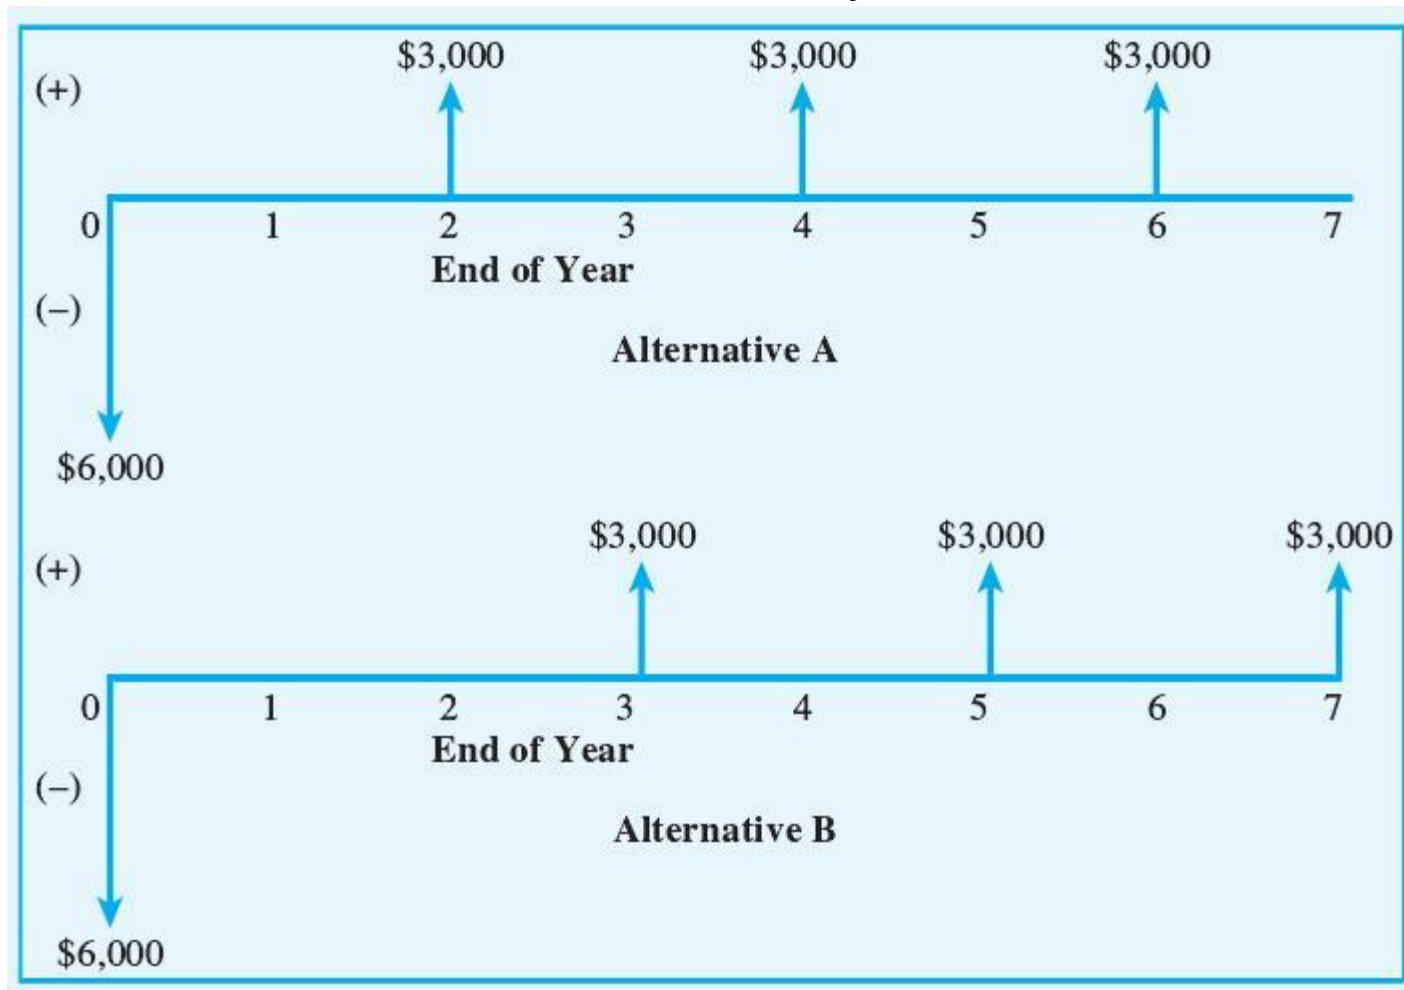 $3,000 $3,000 $3,000
(+)
0 1 2 3 4 5 6 7
End of Year
(–)
Alternative A
$6,000
$3,000 $3,000 $3,000
(+)
0 1 2 3 4 5 6 7
End of Year
(–)
Alternative B
$6,000